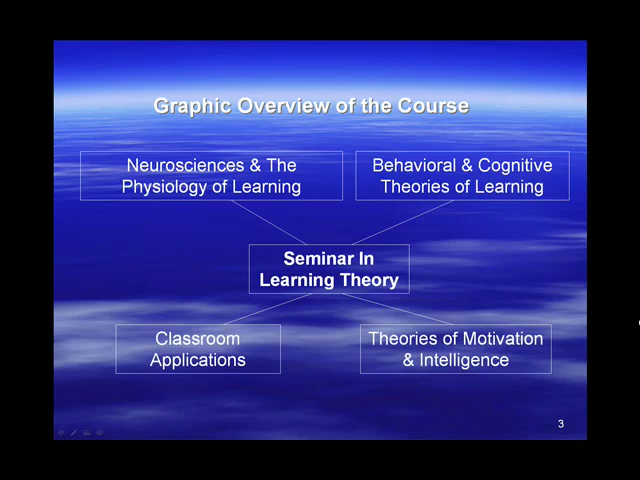 Graphic Overview of the Course
Neurosciences & The
Physiology of Learning
Behavioral & Cognitive
Theories of Learning
Seminar In
Learning Theory
Classroom
Applications
Theories of Motivation
& Intelligence
3